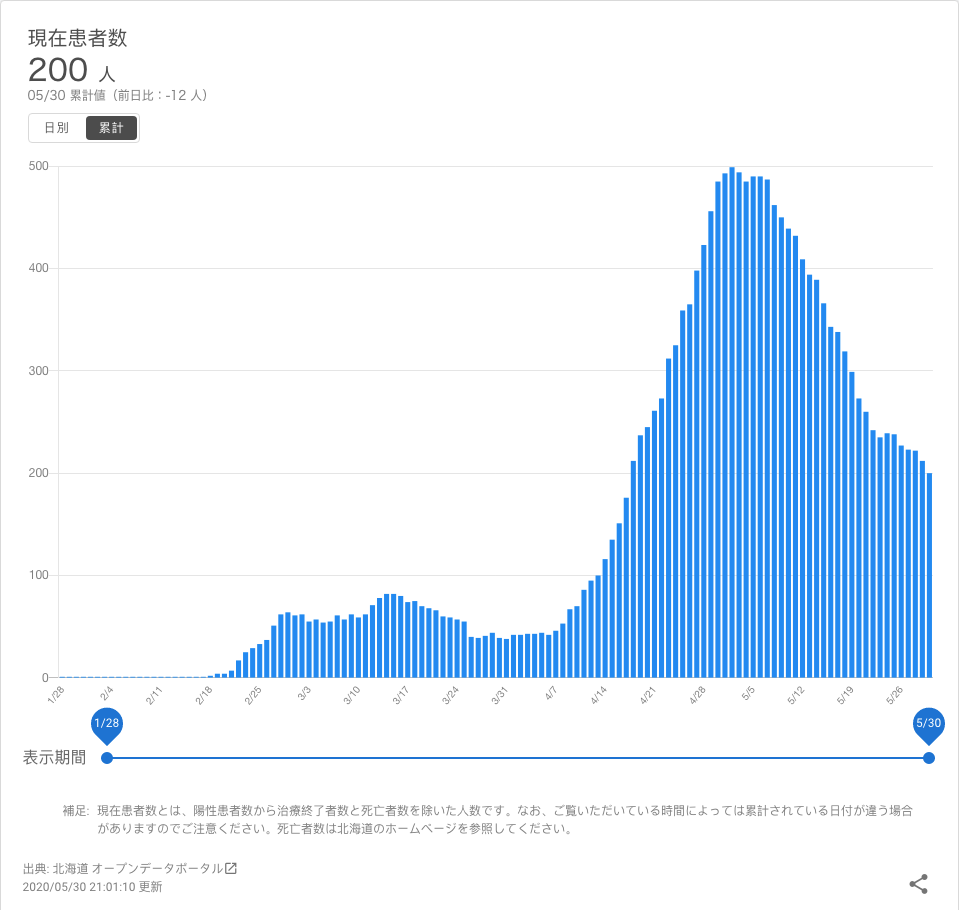 現在患者数
200 人
05/30 累計値（前日比：-12 人）
日別 累計
500
400
300
200
100
0
1/28 2/4 2/11 2/18 2/25 3/3 3/10 3/17 3/24 3/31 4/7 4/14 4/21 4/28 5/5 5/12 5/19 5/26
1/28 5/30
表示期間
補足: 現在患者数とは、陽性患者数から治療終了者数と死亡者数を除いた人数です。なお、ご覧いただいている時間によっては累計されている日付が違う場合
がありますのでご注意ください。死亡者数は北海道のホームページを参照してください。
出典: 北海道 オープンデータポータル
2020/05/30 21:01:10 更新